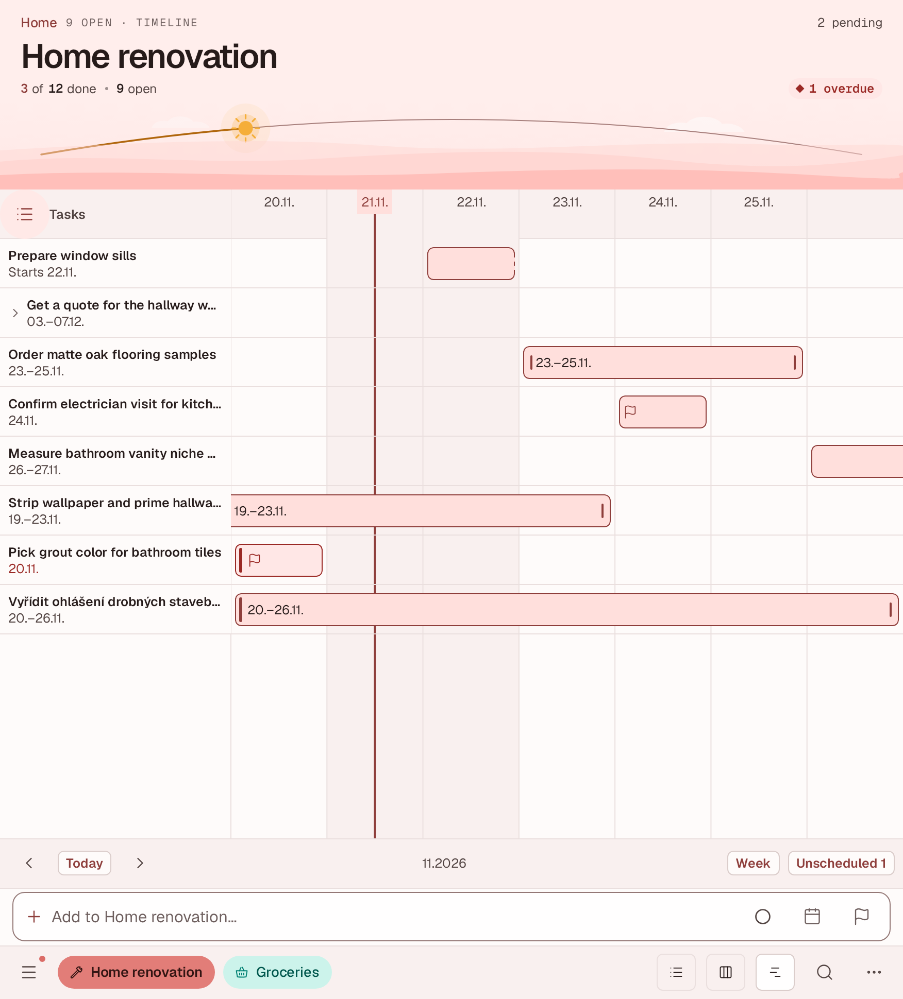 Home 9 OPEN · TIMELINE
2 pending
Home renovation
3 of 12 done • 9 open
◆ 1 overdue
Tasks
20.11. 21.11. 22.11. 23.11. 24.11. 25.11.
Prepare window sills
Starts 22.11.
Get a quote for the hallway w…
03.–07.12.
Order matte oak flooring samples
23.–25.11.
23.–25.11.
Confirm electrician visit for kitch…
24.11.
Measure bathroom vanity niche …
26.–27.11.
Strip wallpaper and prime hallwa…
19.–23.11.
19.–23.11.
Pick grout color for bathroom tiles
20.11.
Vyřídit ohlášení drobných staveb…
20.–26.11.
20.–26.11.
Today
11.2026
Week
Unscheduled 1
Add to Home renovation…
Home renovation
Groceries